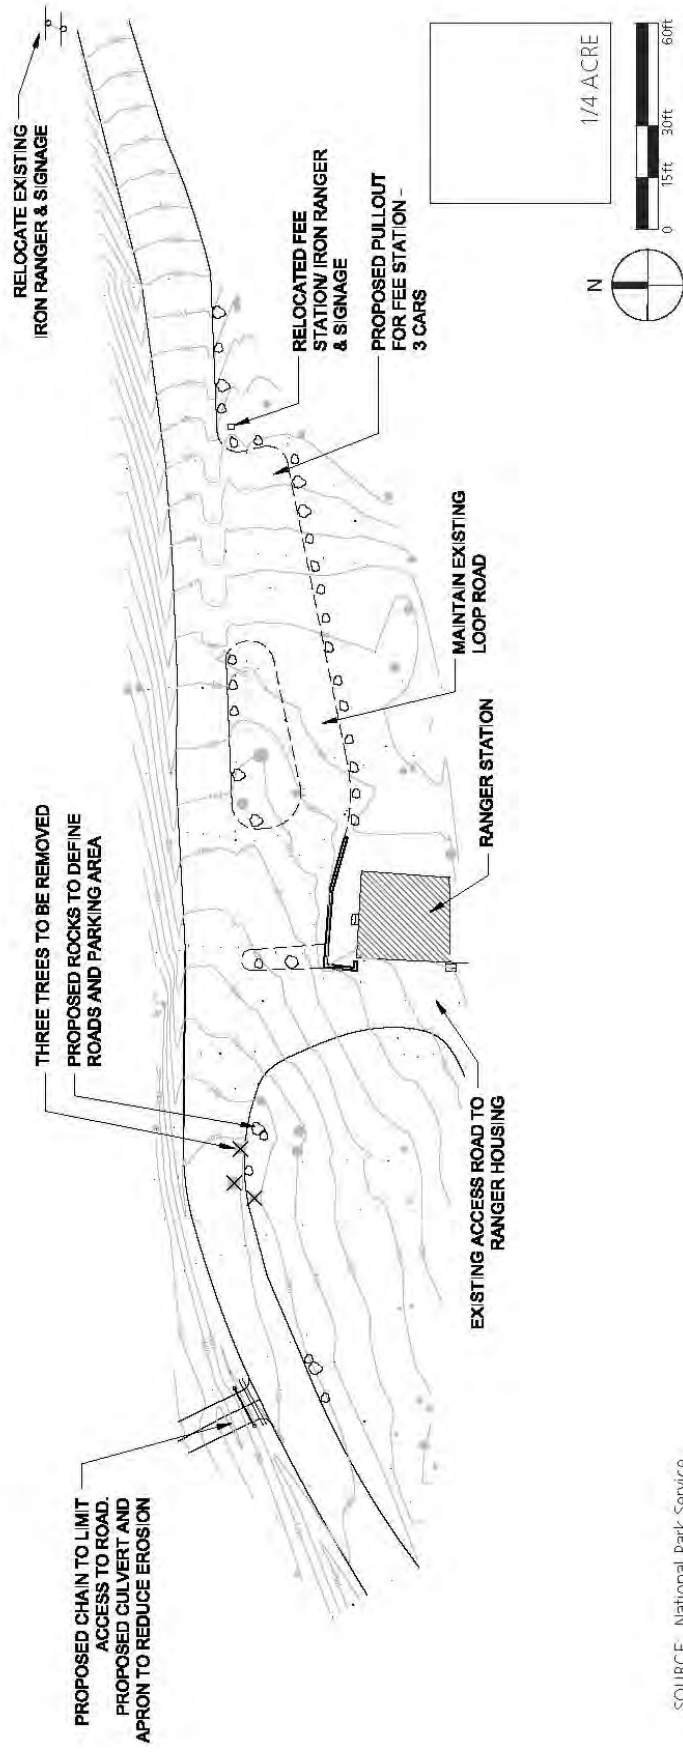 RELOCATE EXISTING
IRON RANGER & SIGNAGE
THREE TREES TO BE REMOVED
PROPOSED ROCKS TO DEFINE
ROADS AND PARKING AREA
PROPOSED CHAIN TO LIMIT
ACCESS TO ROAD.
PROPOSED CULVERT AND
APRON TO REDUCE EROSION
RELOCATED FEE
STATION/ IRON RANGER
& SIGNAGE
PROPOSED PULLOUT
FOR FEE STATION -
3 CARS
MAINTAIN EXISTING
LOOP ROAD
RANGER STATION
EXISTING ACCESS ROAD TO
RANGER HOUSING
1/4 ACRE
N
0 15ft 30ft 60ft
SOURCE: National Park Service